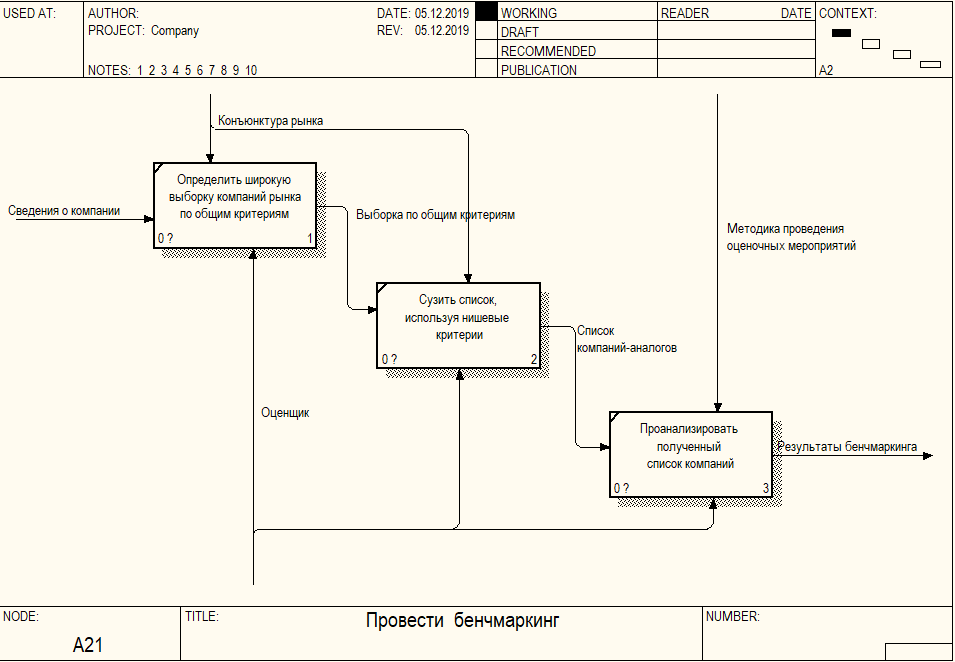 USED AT:
AUTHOR:
DATE: 05.12.2019
PROJECT: Company
REV: 05.12.2019
NOTES: 1 2 3 4 5 6 7 8 9 10
WORKING
DRAFT
RECOMMENDED
PUBLICATION
READER DATE
CONTEXT:
A2
Конъюнктура рынка
Определить широкую
выборку компаний рынка
по общим критериям
0 ? 1
Сведения о компании
Выборка по общим критериям
Методика проведения
оценочных мероприятий
Сузить список,
используя нишевые
критерии
0 ? 2
Список
компаний-аналогов
Оценщик
Проанализировать
полученный
список компаний
0 ? 3
Результаты бенчмаркинга
NODE:
A21
TITLE:
Провести бенчмаркинг
NUMBER: